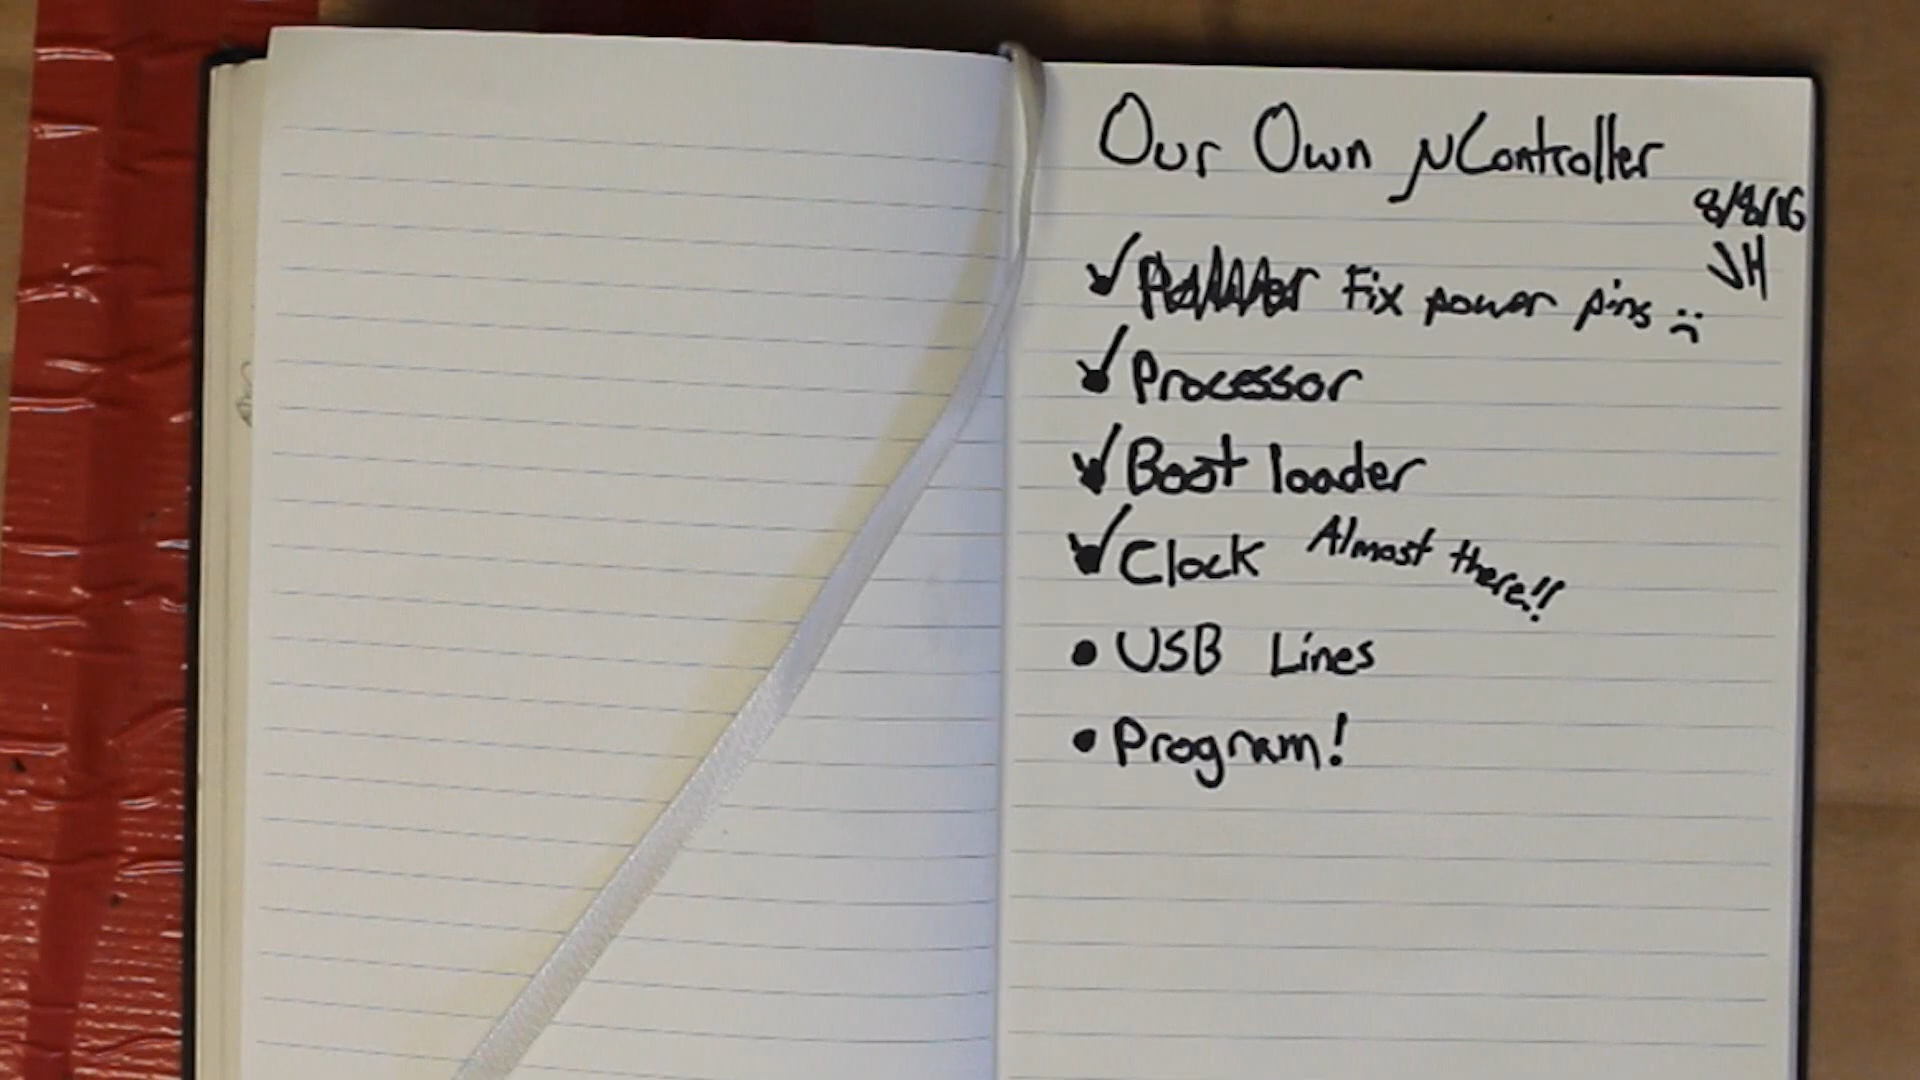 Our Own µController
8/8/16
JH
Fix power pins :(
Processor
Boot loader
Clock Almost there!!
• USB Lines
• Program!